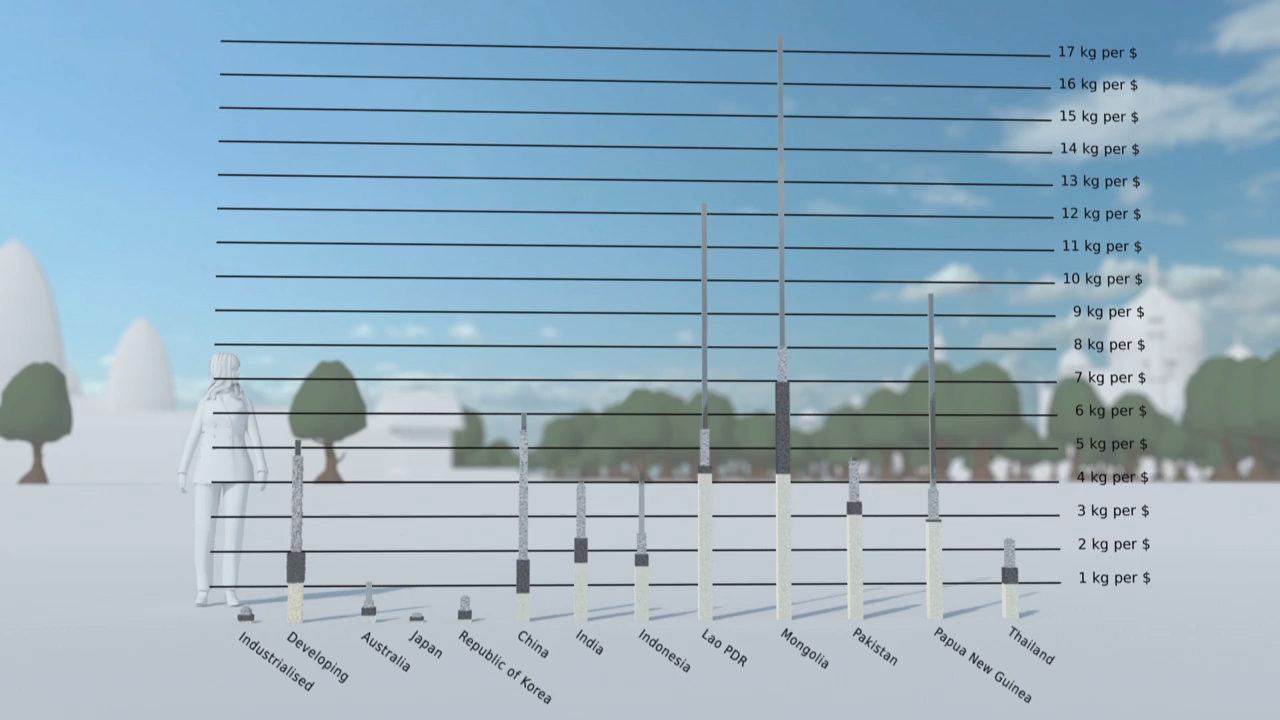 17 kg per $
16 kg per $
15 kg per $
14 kg per $
13 kg per $
12 kg per $
11 kg per $
10 kg per $
9 kg per $
8 kg per $
7 kg per $
6 kg per $
5 kg per $
4 kg per $
3 kg per $
2 kg per $
1 kg per $
Industrialised
Developing
Australia
Japan
Republic of Korea
China
India
Indonesia
Lao PDR
Mongolia
Pakistan
Papua New Guinea
Thailand